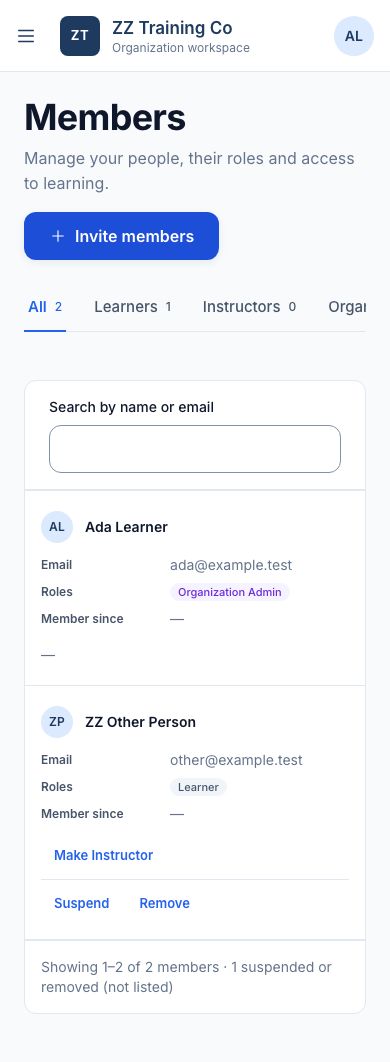 ZT
ZZ Training Co
Organization workspace
AL
Members
Manage your people, their roles and access
to learning.
+ Invite members
All 2 Learners 1 Instructors 0 Organ
Search by name or email
AL Ada Learner
Email ada@example.test
Roles Organization Admin
Member since —
—
ZP ZZ Other Person
Email other@example.test
Roles Learner
Member since —
Make Instructor
Suspend Remove
Showing 1–2 of 2 members · 1 suspended or
removed (not listed)